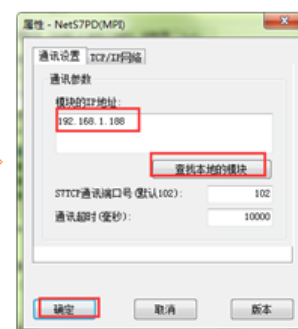 属性 - NetS7PD(MPI)
通讯设置 TCP/IP网络
通讯参数
模块的IP地址:
192.168.1.188
查找本地的模块
STTCP通讯端口号(默认102): 102
通讯超时(毫秒): 10000
确定 取消 版本